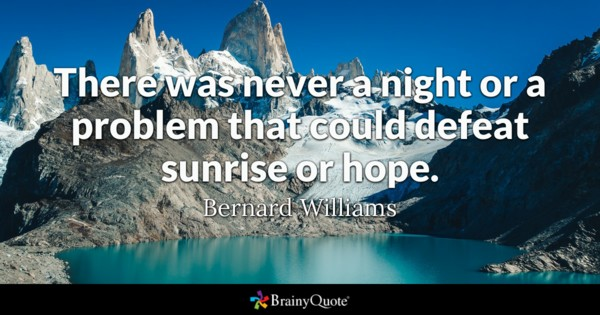 There was never a night or a
problem that could defeat
sunrise or hope.
Bernard Williams
BrainyQuote®